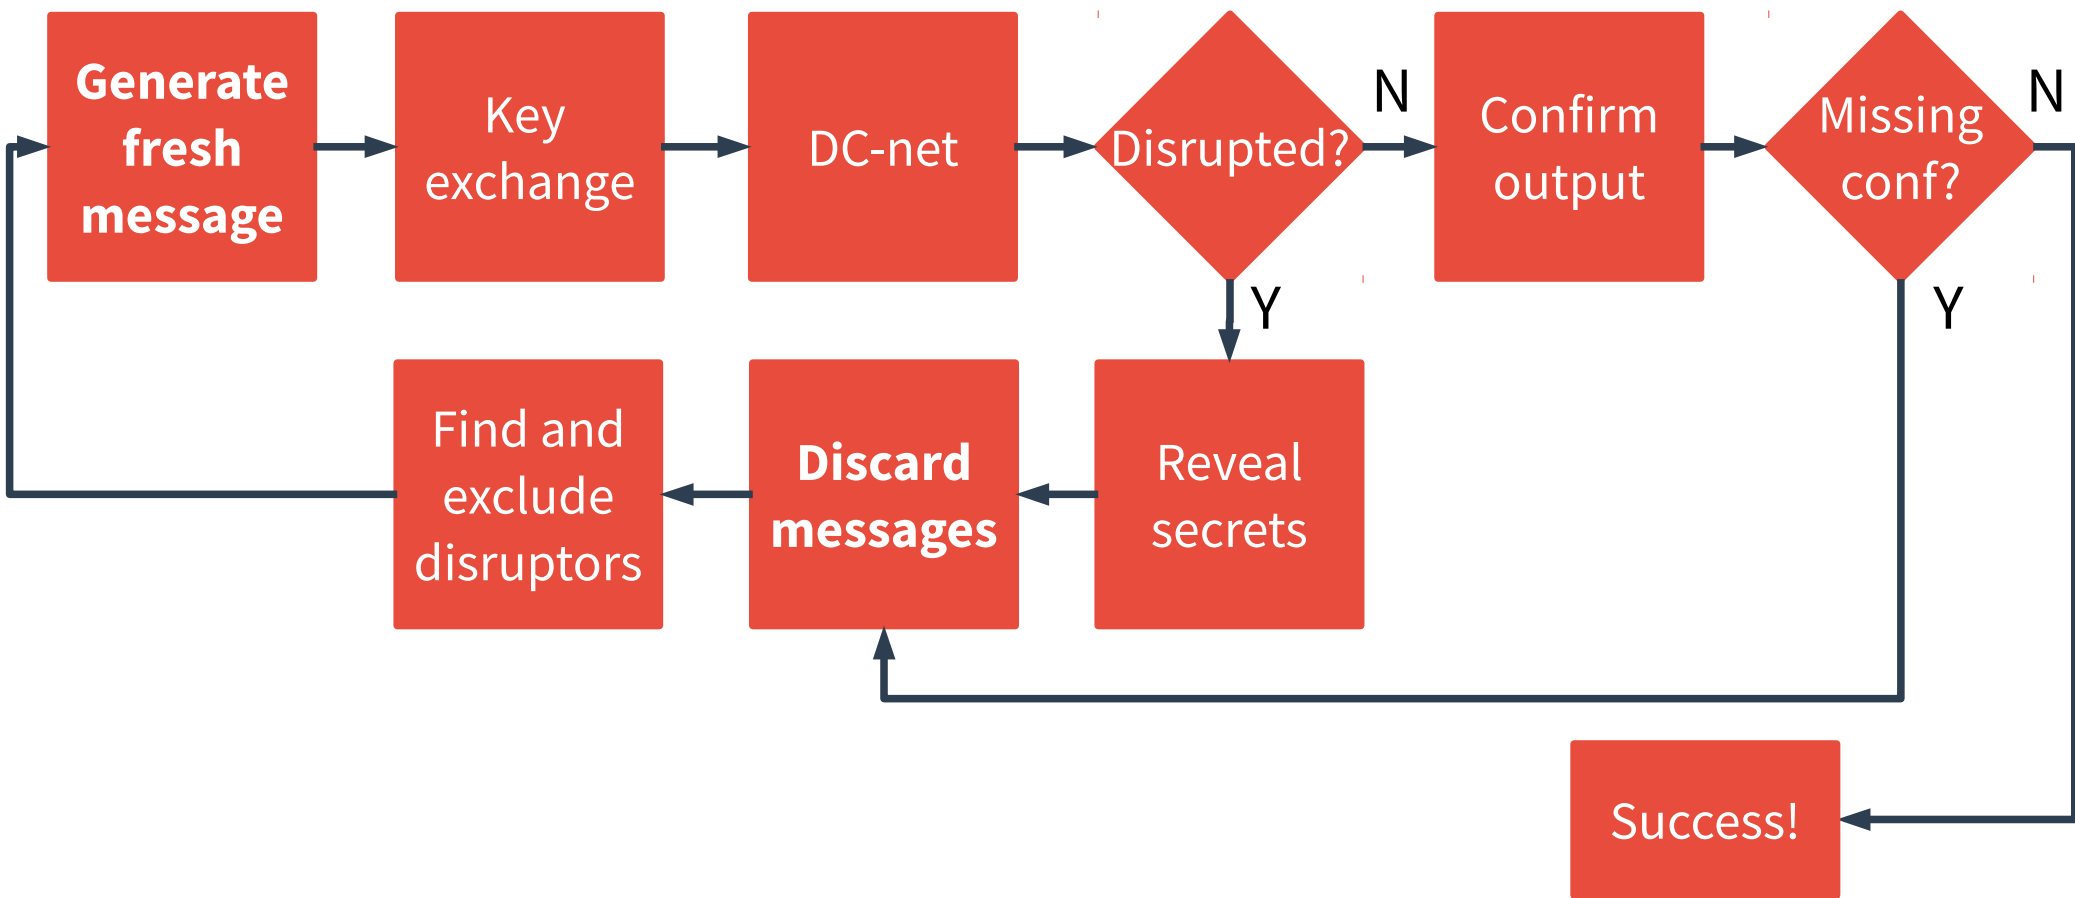 Generate
fresh
message
Key
exchange
DC-net
Disrupted?
N
Confirm
output
Missing
conf?
N
Y
Y
Find and
exclude
disruptors
Discard
messages
Reveal
secrets
Success!